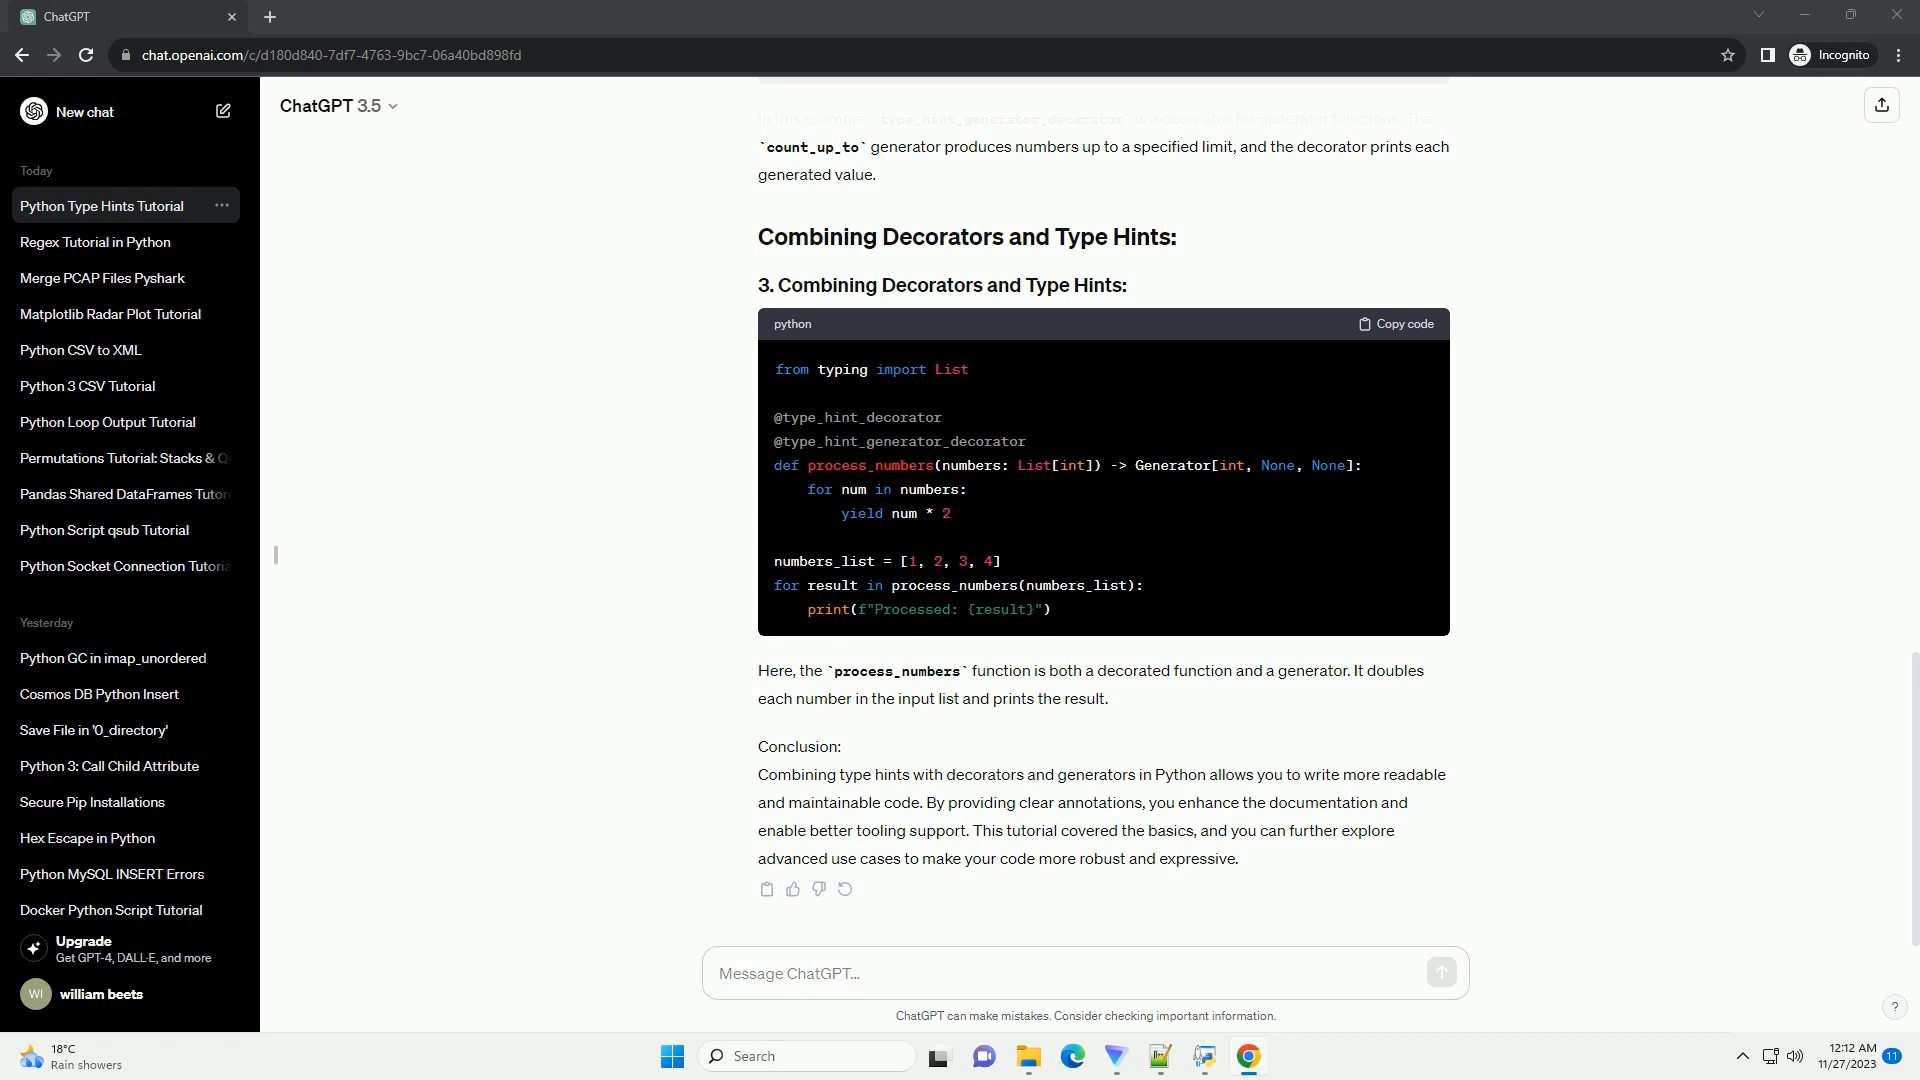 ChatGPT
chat.openai.com/c/d180d840-7df7-4763-9bc7-06a40bd898fd
Incognito
New chat
Today
Python Type Hints Tutorial
Regex Tutorial in Python
Merge PCAP Files Pyshark
Matplotlib Radar Plot Tutorial
Python CSV to XML
Python 3 CSV Tutorial
Python Loop Output Tutorial
Permutations Tutorial: Stacks & Q
Pandas Shared DataFrames Tutor
Python Script qsub Tutorial
Python Socket Connection Tutoria
Yesterday
Python GC in imap_unordered
Cosmos DB Python Insert
Save File in '0_directory'
Python 3: Call Child Attribute
Secure Pip Installations
Hex Escape in Python
Python MySQL INSERT Errors
Docker Python Script Tutorial
Upgrade
Get GPT-4, DALL·E, and more
WI
william beets
ChatGPT 3.5
In this example, `type_hint_generator_decorator` is a decorator for generator functions. The
`count_up_to` generator produces numbers up to a specified limit, and the decorator prints each
generated value.
Combining Decorators and Type Hints:
3. Combining Decorators and Type Hints:
python
Copy code
from typing import List
@type_hint_decorator
@type_hint_generator_decorator
def process_numbers(numbers: List[int]) -> Generator[int, None, None]:
    for num in numbers:
        yield num * 2
numbers_list = [1, 2, 3, 4]
for result in process_numbers(numbers_list):
    print(f"Processed: {result}")
Here, the `process_numbers` function is both a decorated function and a generator. It doubles
each number in the input list and prints the result.
Conclusion:
Combining type hints with decorators and generators in Python allows you to write more readable
and maintainable code. By providing clear annotations, you enhance the documentation and
enable better tooling support. This tutorial covered the basics, and you can further explore
advanced use cases to make your code more robust and expressive.
Message ChatGPT...
ChatGPT can make mistakes. Consider checking important information.
?
18°C
Rain showers
Search
12:12 AM
11/27/2023
11